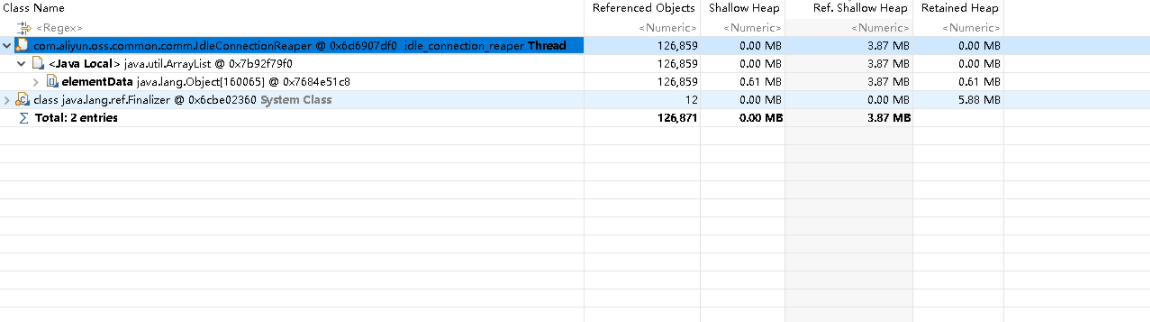 Class Name Referenced Objects Shallow Heap Ref. Shallow Heap Retained Heap
<Regex> <Numeric> <Numeric> <Numeric> <Numeric>
com.aliyun.oss.common.comm.IdleConnectionReaper @ 0x6d6907df0 idle_connection_reaper Thread 126,859 0.00 MB 3.87 MB 0.00 MB
<Java Local> java.util.ArrayList @ 0x7b92f79f0 126,859 0.00 MB 3.87 MB 0.00 MB
elementData java.lang.Object[160065] @ 0x7684e51c8 126,859 0.61 MB 3.87 MB 0.61 MB
class java.lang.ref.Finalizer @ 0x6cbe02360 System Class 12 0.00 MB 0.00 MB 5.88 MB
Σ Total: 2 entries 126,871 0.00 MB 3.87 MB